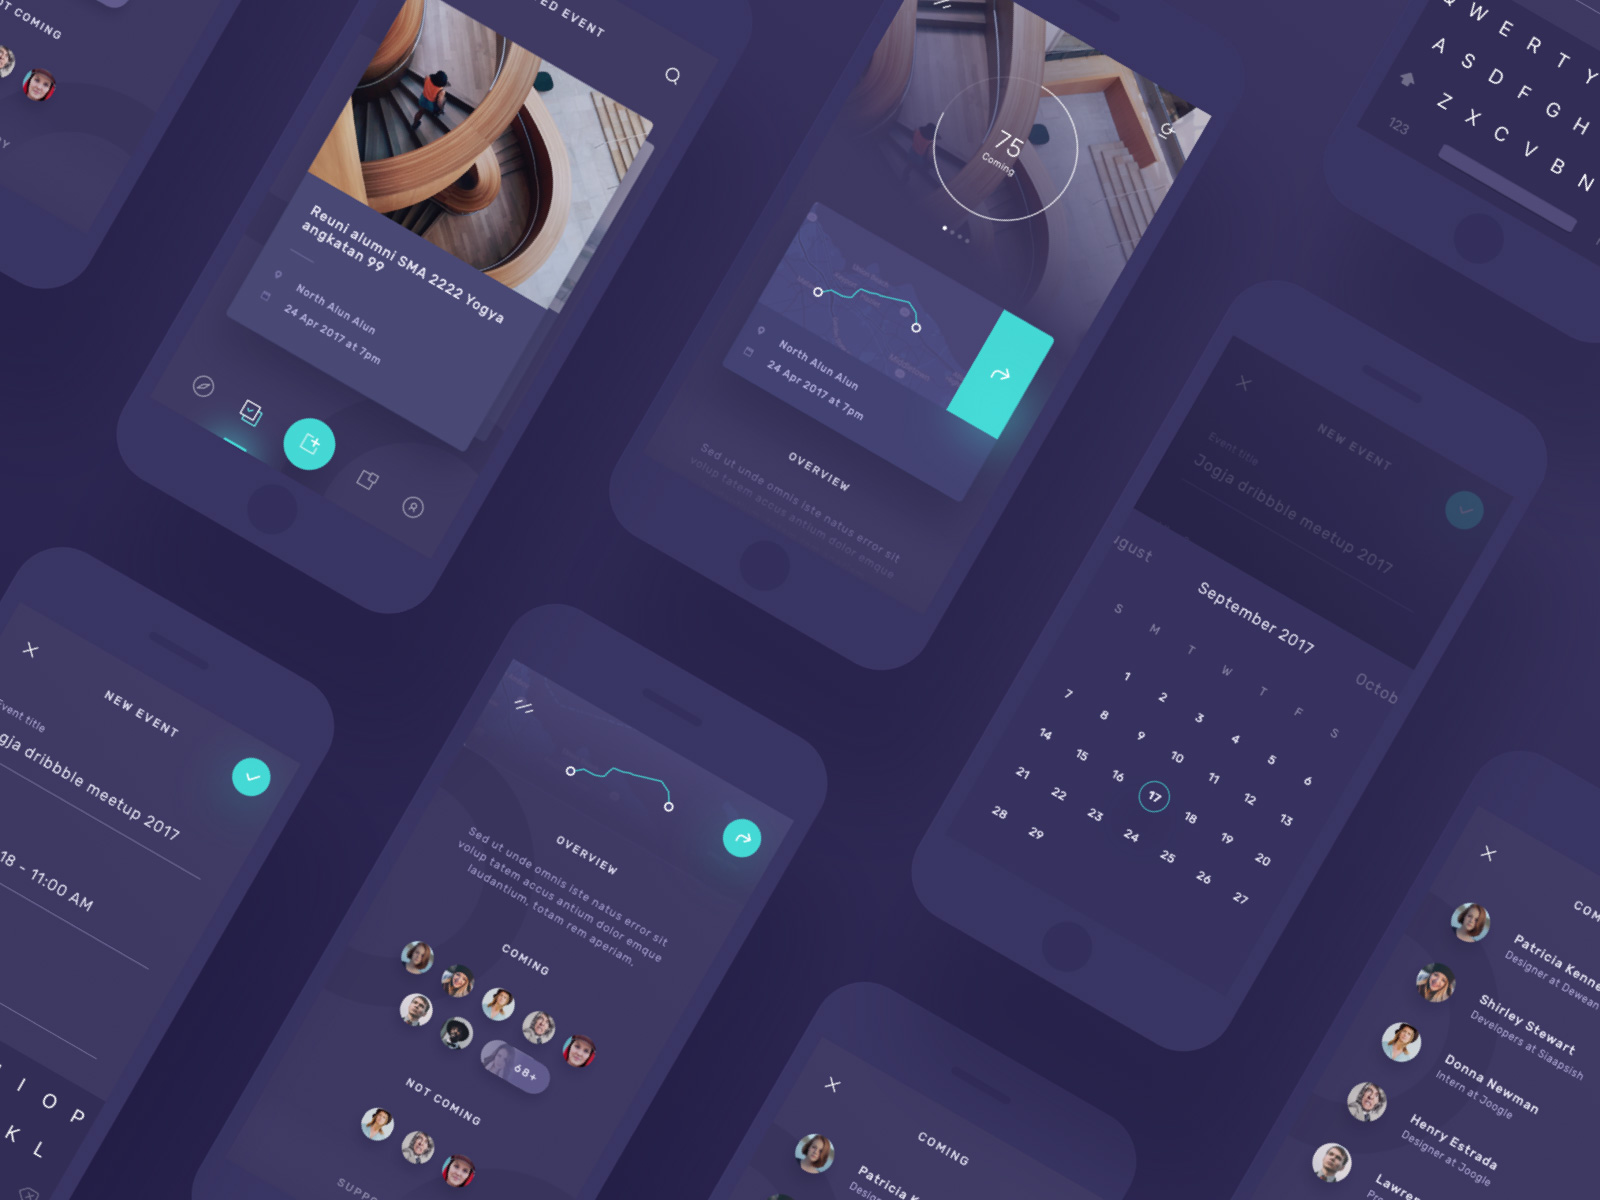 OT COMING
RY
ED EVENT
Reuni alumni SMA 2222 Yogya
angkatan 99
North Alun Alun
24 Apr 2017 at 7pm
75
Coming
North Alun Alun
24 Apr 2017 at 7pm
OVERVIEW
Sed ut unde omnis iste natus error sit
volup tatem accus antium dolor emque
W E R T Y
A S D F G H
Z X C V B N
123
NEW EVENT
Event title
Jogja dribbble meetup 2017
ugust
September 2017
Octob
S M T W T F S
1 2 3 4 5 6
7 8 9 10 11 12 13
14 15 16 17 18 19 20
21 22 23 24 25 26 27
28 29
NEW EVENT
Event title
gja dribbble meetup 2017
18 - 11:00 AM
I O P
K L
OVERVIEW
Sed ut unde omnis iste natus error sit
volup tatem accus antium dolor emque
laudantium, totam rem aperiam,
COMING
68+
NOT COMING
SUPPO
COMING
Patricia K
Design
COM
Patricia Kenne
Designer at Dewean
Shirley Stewart
Developers at Siaapsish
Donna Newman
Intern at Joogle
Henry Estrada
Designer at Joogle
Lawren
Pr